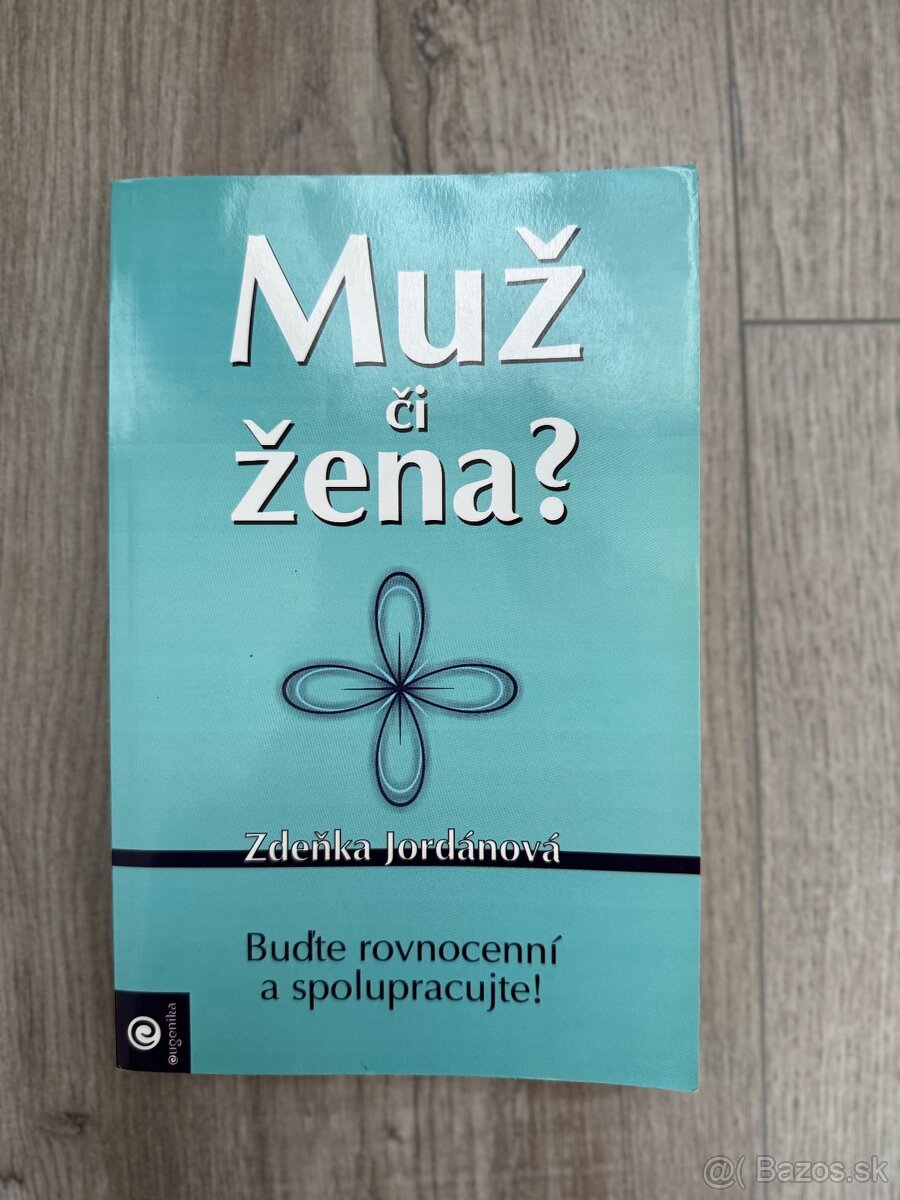 Muž
či
žena?
Zdeňka Jordánová
Buďte rovnocenní
a spolupracujte!
eugenika
@( Bazos.sk